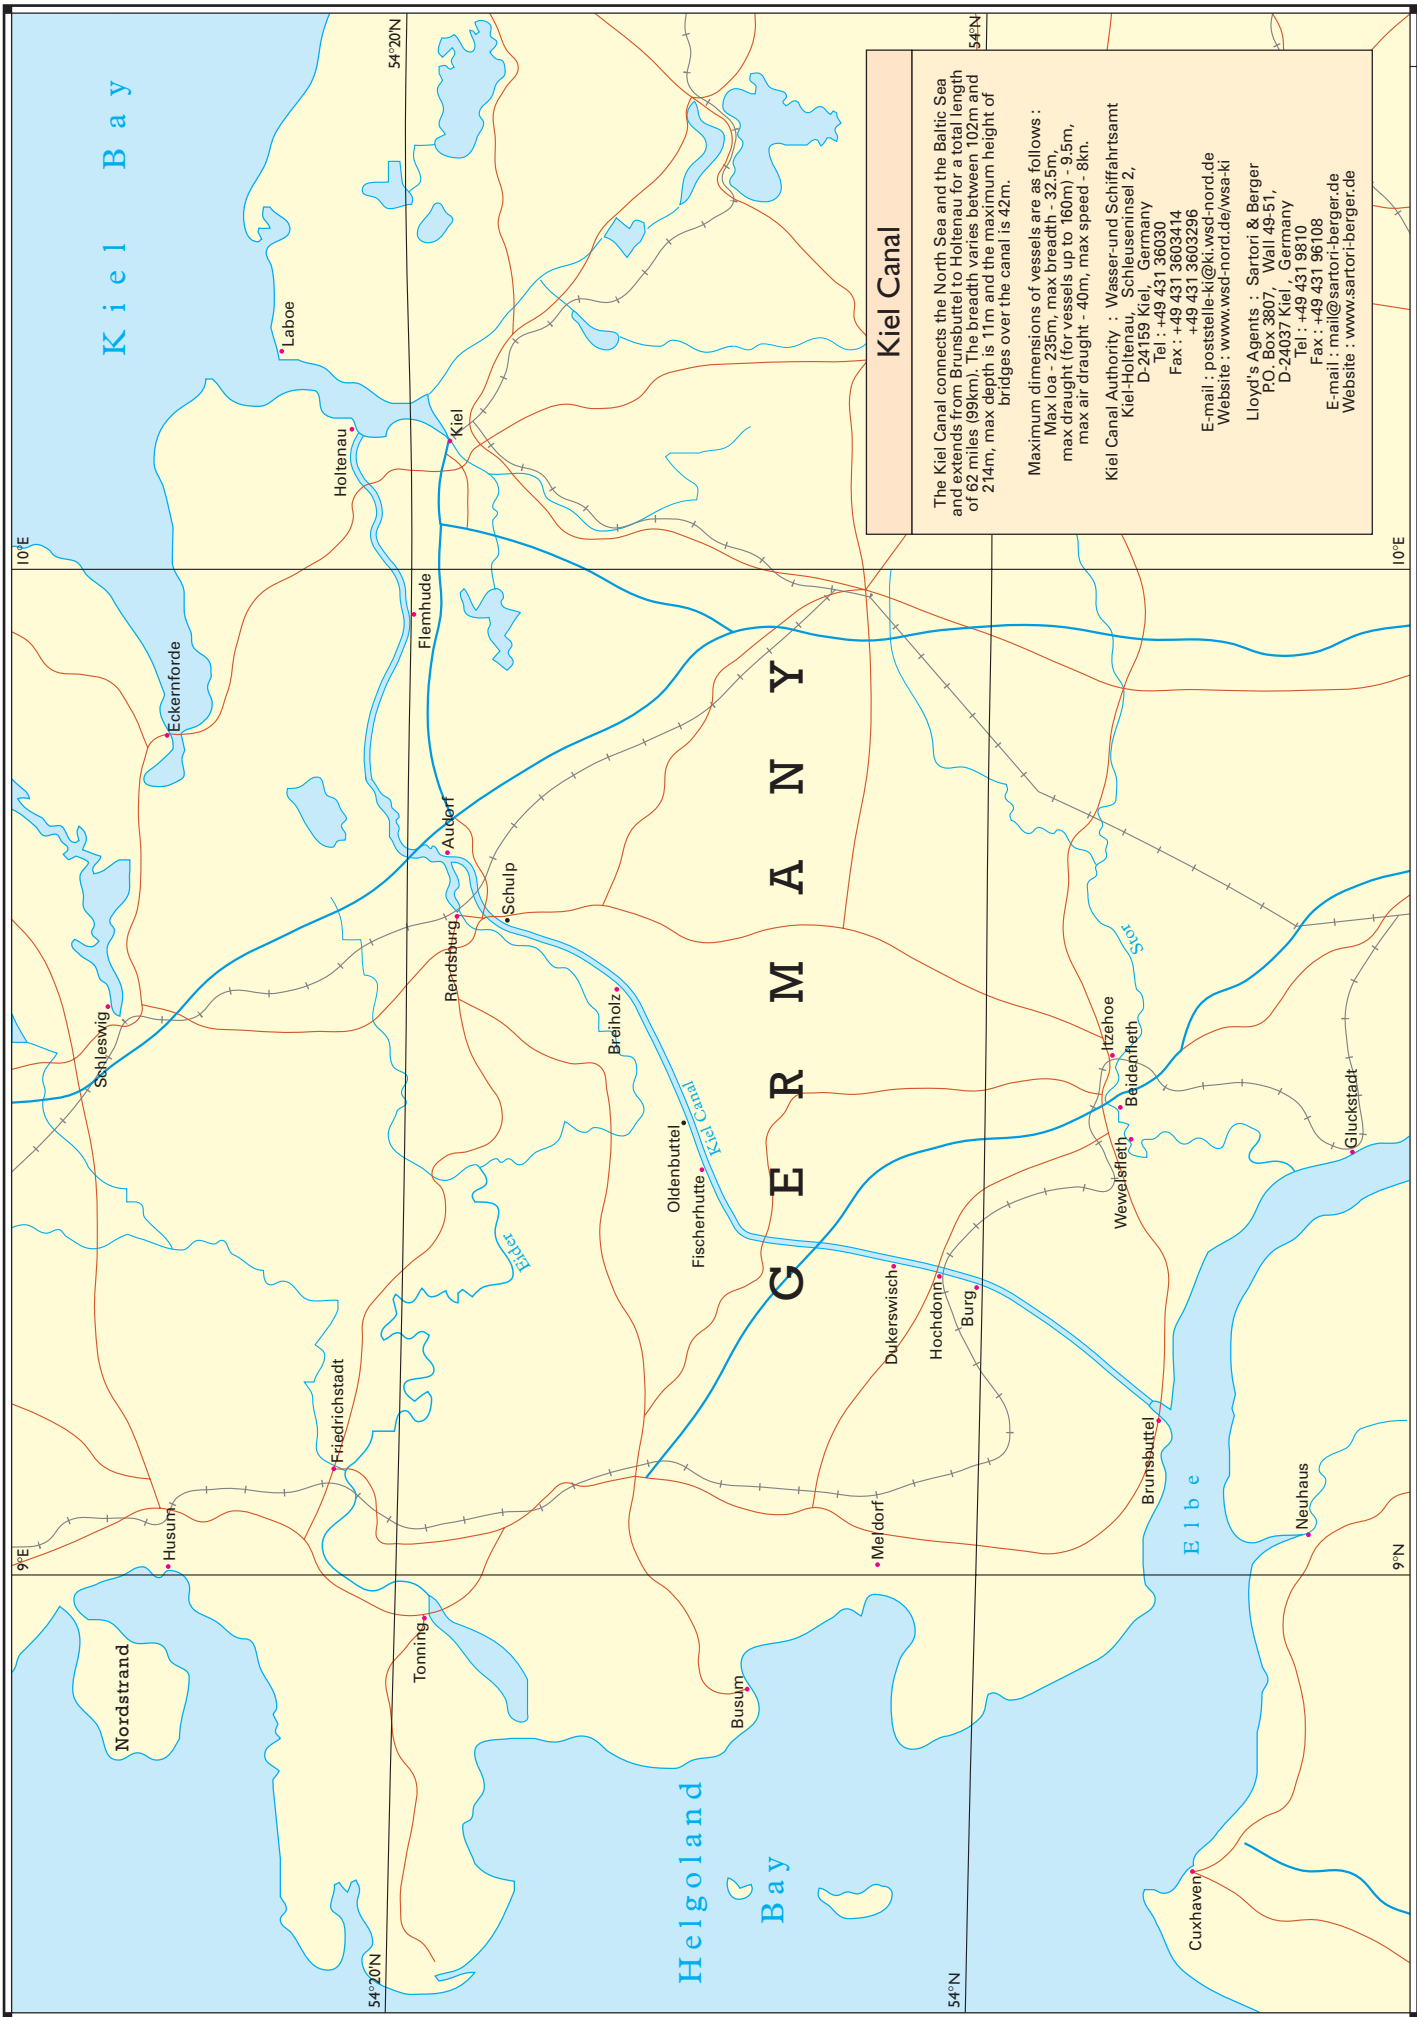 Kiel Canal
The Kiel Canal connects the North Sea and the Baltic Sea
and extends from Brunsbuttel to Holtenau for a total length
of 62 miles (99km). The breadth varies between 102m and
214m, max depth is 11m and the maximum height of
bridges over the canal is 42m.
Maximum dimensions of vessels are as follows :
Max loa - 235m, max breadth - 32.5m,
max draught (for vessels up to 160m) - 9.5m,
max air draught - 40m, max speed - 8kn.
Kiel Canal Authority : Wasser-und Schiffahrtsamt
Kiel-Holtenau, Schleuseninsel 2,
D-24159 Kiel, Germany
Tel : +49 431 36030
Fax : +49 431 3603414
+49 431 3603296
E-mail : poststelle-kiel@ki.wsd-nord.de
Website : www.wsd-nord.de/wsa-ki
Lloyd's Agents : Sartori & Berger
P.O. Box 3807, Wall 49-51,
D-24037 Kiel, Germany
Tel : +49 431 9810
Fax : +49 431 96108
E-mail : mail@sartori-berger.de
Website : www.sartori-berger.de
9°E
10°E
Kiel Bay
Nordstrand
Husum
Schleswig
Eckernforde
Laboe
Holtenau
Friedrichstadt
54°20'N
54°20'N
Tonning
Flemhude
Kiel
Audorf
Rendsburg
Schulp
Eider
Breiholz
Oldenbuttel
Kiel Canal
Fischerhutte
Helgoland
Bay
Busum
GERMANY
Meldorf
Dukerswisch
Hochdonn
Burg
54°N
54°N
Itzehoe
Stor
Beidenfleth
Wewelsfleth
Brunsbuttel
Elbe
Cuxhaven
Neuhaus
Gluckstadt
9°N
10°E